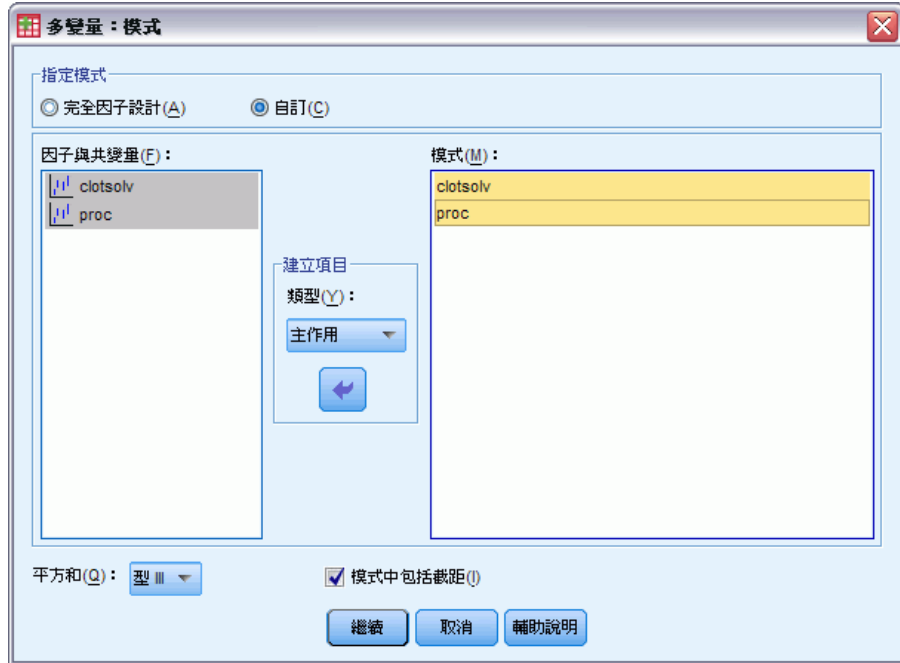 多變量：模式
指定模式
完全因子設計(A)
自訂(C)
因子與共變量(F)：
clotsolv
proc
建立項目
類型(Y)：
主作用
模式(M)：
clotsolv
proc
平方和(Q)：
型 III
模式中包括截距(I)
繼續
取消
輔助說明